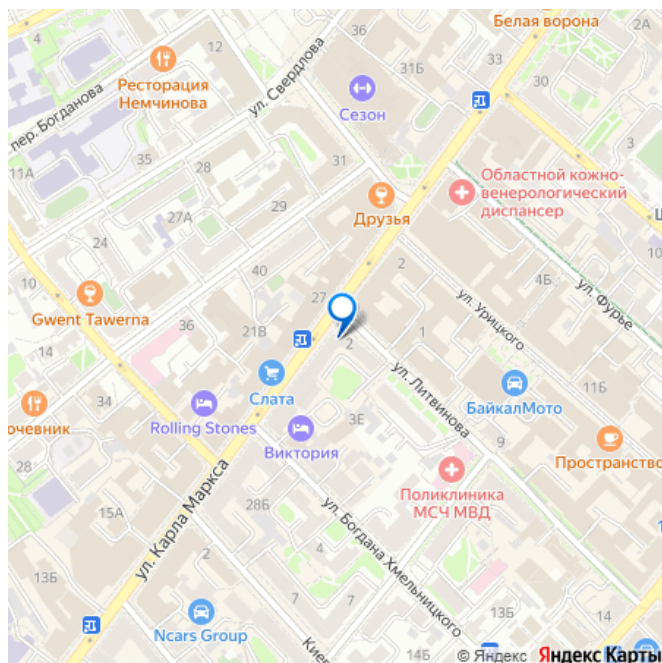 Белая ворона
2А
4
12
36
33
31Б
Ресторация
Немчинова
ул. Свердлова
30
пер. Богданова
Сезон
3
35
28
31
11А
Областной кожно-
венерологический
диспансер
29
Друзья
27А
24
2
40
4Б
27
ул. Урицкого
ул. Фурье
Gwent Tawerna
36
21В
1
14
2
Слата
ул. Литвинова
БайкалМото
11Б
34
очевник
Rolling Stones
3Е
Виктория
9
Пространство
28
Поликлиника
МСЧ МВД
ул. Карла Маркса
28Б
15А
ул. Богдана Хмельницкого
2
4
13Б
7
7
13Б
14
Ncars Group
Кие
© Яндекс Яндекс Карты